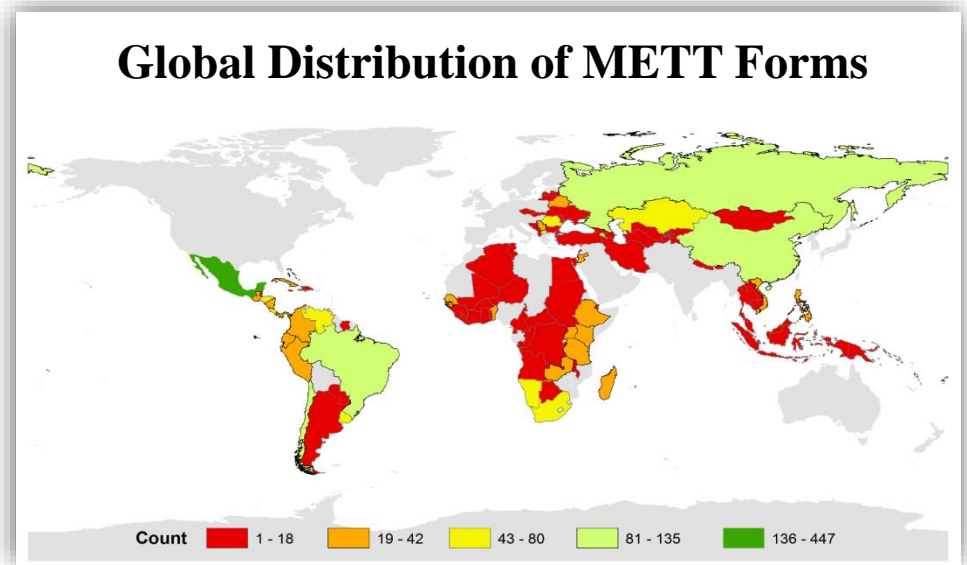 Global Distribution of METT Forms
Count 1 - 18 19 - 42 43 - 80 81 - 135 136 - 447